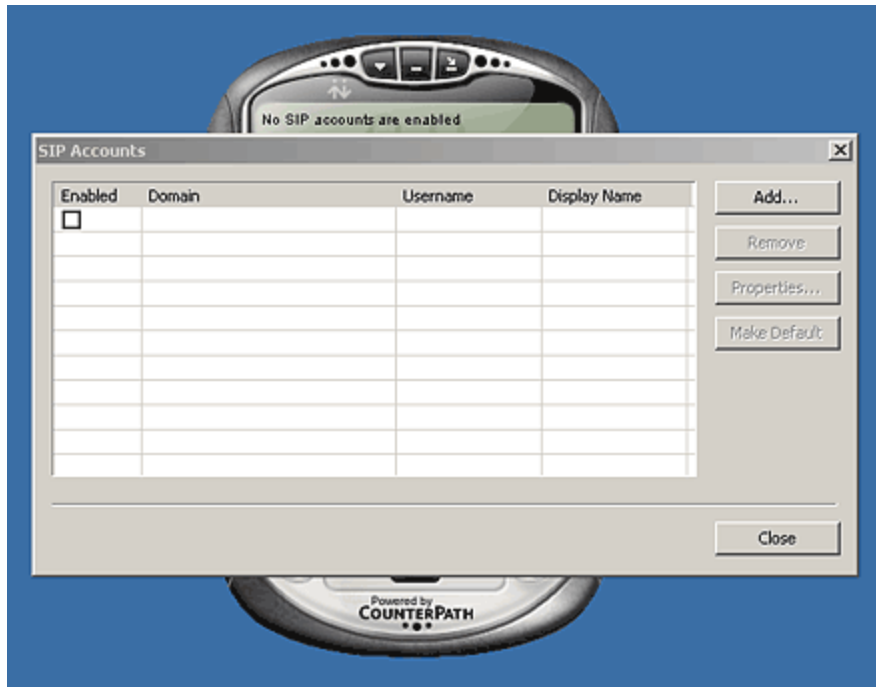 No SIP accounts are enabled
SIP Accounts
Enabled Domain Username Display Name Add...
Remove
Properties...
Make Default
Close
Powered by
COUNTERPATH